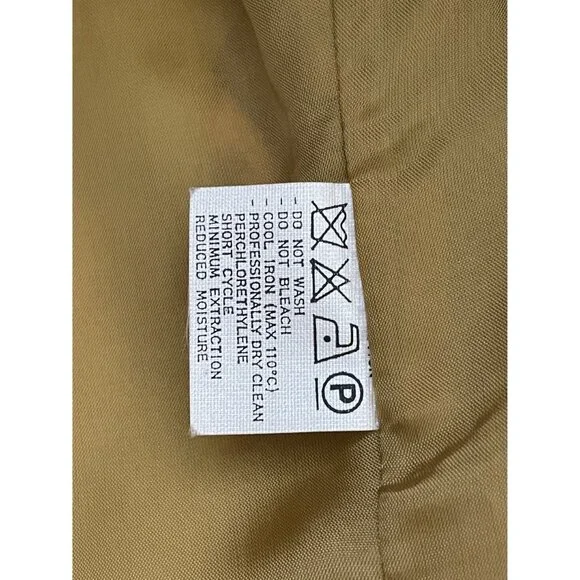 - DO NOT WASH
- DO NOT BLEACH
- COOL IRON (MAX 110°C)
- PROFESSIONALLY DRY CLEAN
PERCHLORETHYLENE
SHORT CYCLE
MINIMUM EXTRACTION
REDUCED MOISTURE
P